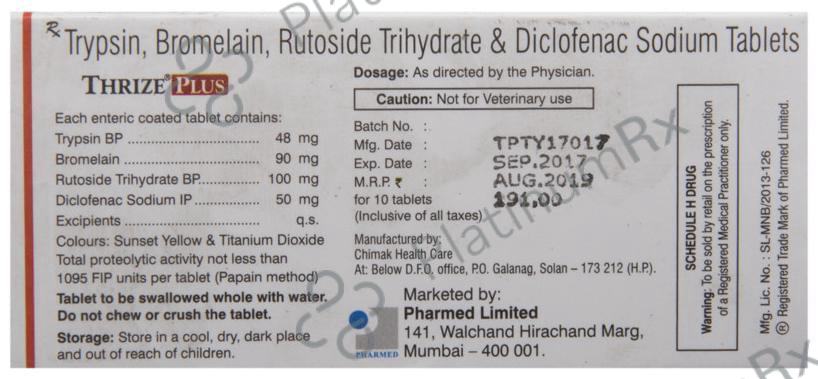 Rx Trypsin, Bromelain, Rutoside Trihydrate & Diclofenac Sodium Tablets
THRIZE® PLUS
Each enteric coated tablet contains:
Trypsin BP ........................ 48 mg
Bromelain ......................... 90 mg
Rutoside Trihydrate BP............. 100 mg
Diclofenac Sodium IP............... 50 mg
Excipients ........................ q.s.
Colours: Sunset Yellow & Titanium Dioxide
Total proteolytic activity not less than
1095 FIP units per tablet (Papain method)
Tablet to be swallowed whole with water.
Do not chew or crush the tablet.
Storage: Store in a cool, dry, dark place
and out of reach of children.
Dosage: As directed by the Physician.
Caution: Not for Veterinary use
Batch No. : TPTY17017
Mfg. Date : SEP.2017
Exp. Date : AUG.2019
M.R.P. ₹ : 191.00
for 10 tablets
(Inclusive of all taxes)
Manufactured by:
Chimak Health Care
At: Below D.F.O. office, P.O. Galanag, Solan – 173 212 (H.P.).
PHARMED
Marketed by:
Pharmed Limited
141, Walchand Hirachand Marg,
Mumbai – 400 001.
SCHEDULE H DRUG
Warning: To be sold by retail on the prescription
of a Registered Medical Practitioner only.
Mfg. Lic. No. : SL-MNB/2013-126
® Registered Trade Mark of Pharmed Limited.
PlatinumRx